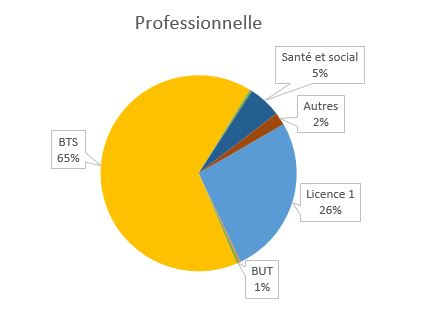 Professionnelle
Santé et social
5%
Autres
2%
BTS
65%
Licence 1
26%
BUT
1%